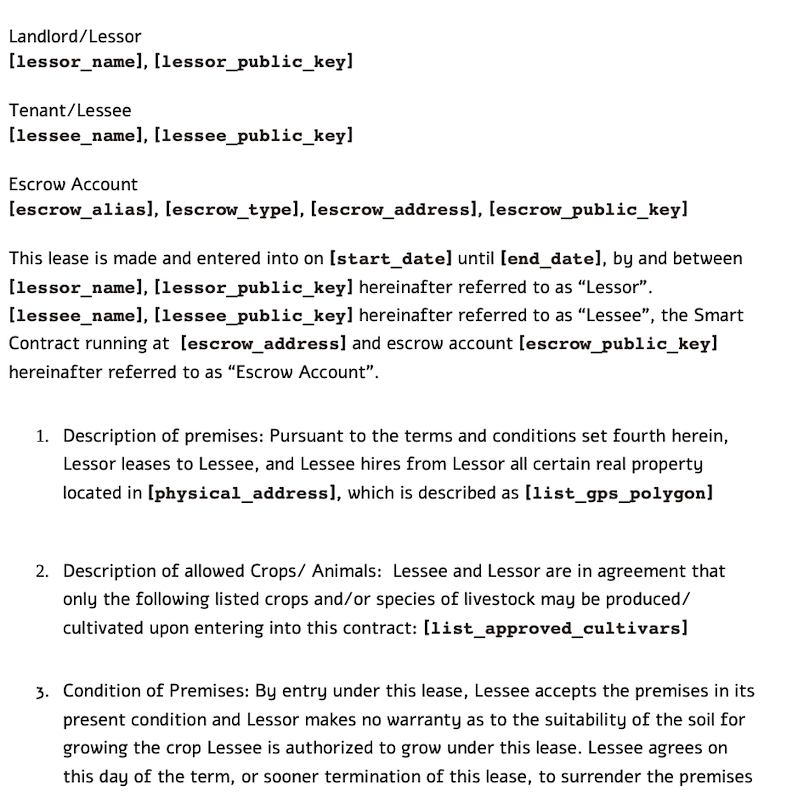 Landlord/Lessor
[lessor_name], [lessor_public_key]
Tenant/Lessee
[lessee_name], [lessee_public_key]
Escrow Account
[escrow_alias], [escrow_type], [escrow_address], [escrow_public_key]
This lease is made and entered into on [start_date] until [end_date], by and between
[lessor_name], [lessor_public_key] hereinafter referred to as “Lessor”.
[lessee_name], [lessee_public_key] hereinafter referred to as “Lessee”, the Smart
Contract running at [escrow_address] and escrow account [escrow_public_key]
hereinafter referred to as “Escrow Account”.
1. Description of premises: Pursuant to the terms and conditions set fourth herein,
Lessor leases to Lessee, and Lessee hires from Lessor all certain real property
located in [physical_address], which is described as [list_gps_polygon]
2. Description of allowed Crops/ Animals: Lessee and Lessor are in agreement that
only the following listed crops and/or species of livestock may be produced/
cultivated upon entering into this contract: [list_approved_cultivars]
3. Condition of Premises: By entry under this lease, Lessee accepts the premises in its
present condition and Lessor makes no warranty as to the suitability of the soil for
growing the crop Lessee is authorized to grow under this lease. Lessee agrees on
this day of the term, or sooner termination of this lease, to surrender the premises